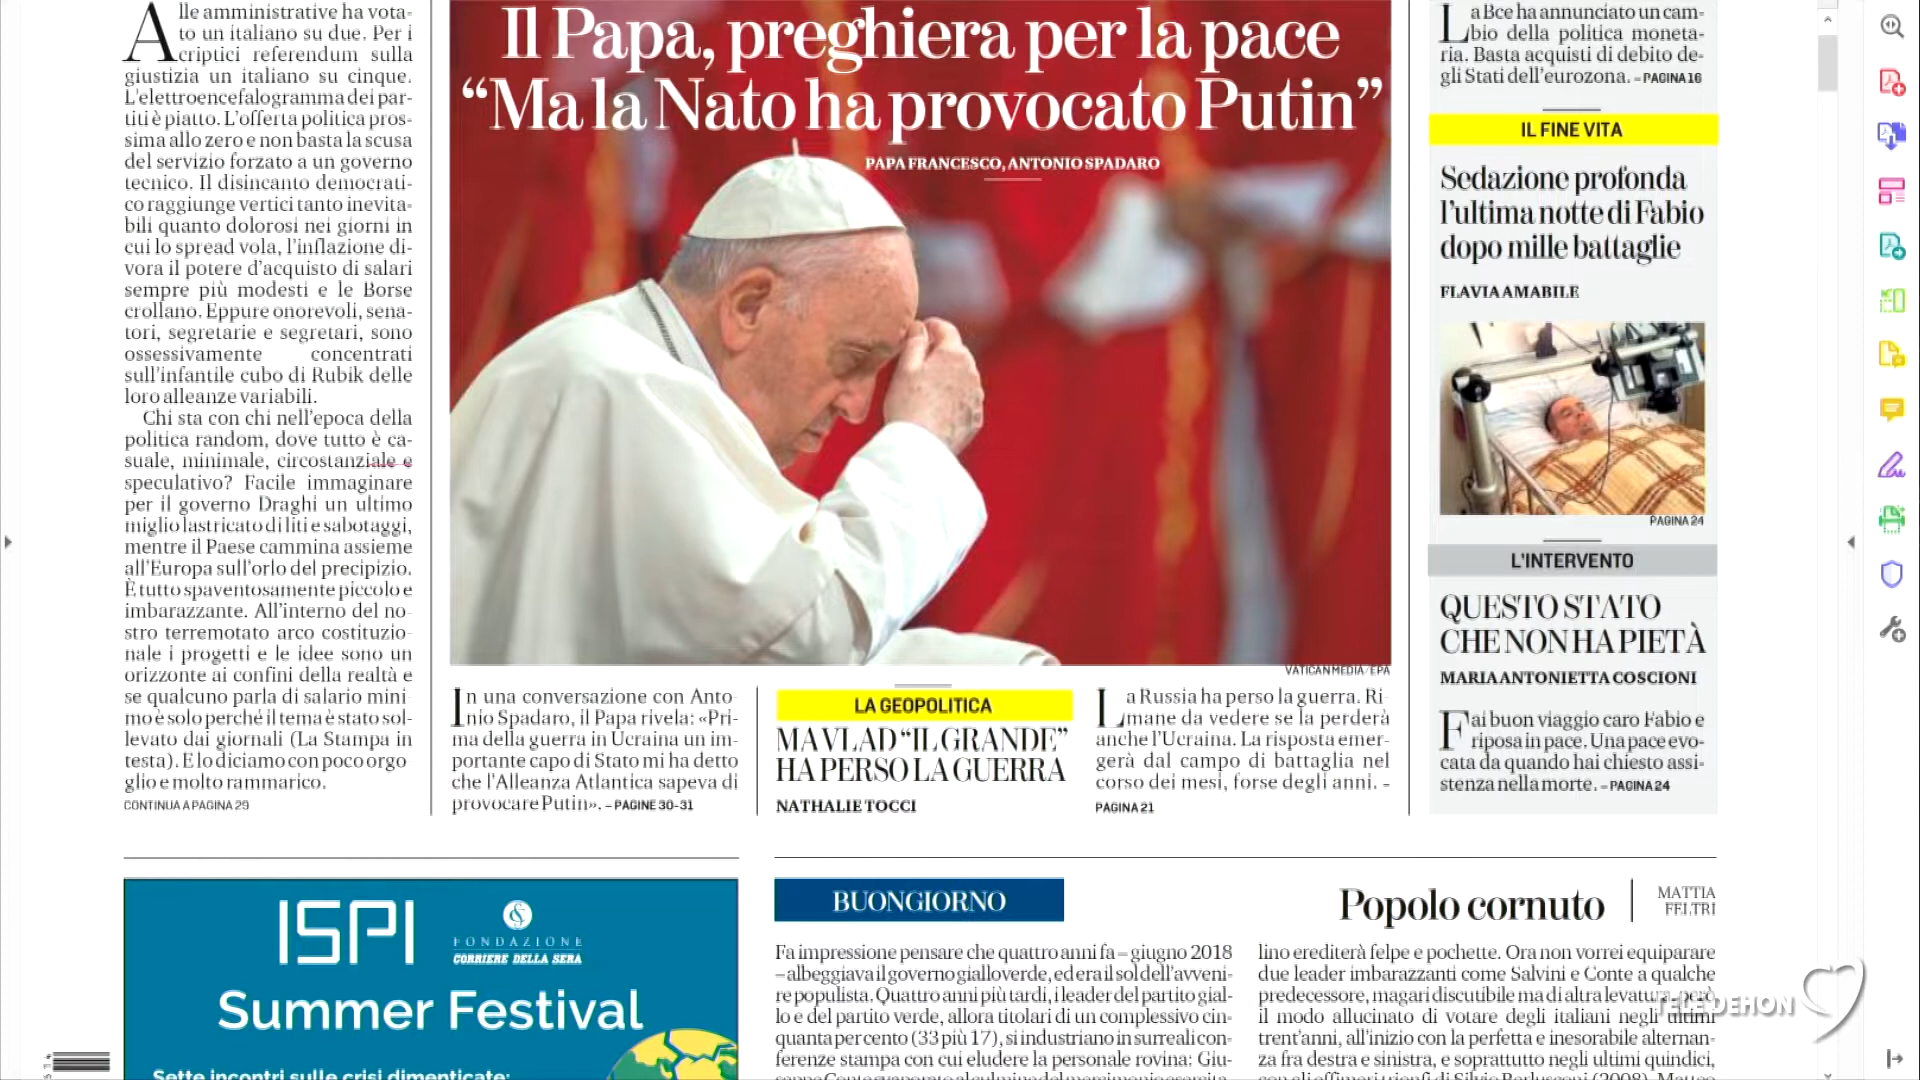 Alle amministrative ha vota-
to un italiano su due. Per i
criptici referendum sulla
giustizia un italiano su cinque.
L'elettroencefalogramma dei par-
titi è piatto. L'offerta politica pros-
sima allo zero e non basta la scusa
del servizio forzato a un governo
tecnico. Il disincanto democrati-
co raggiunge vertici tanto inevita-
bili quanto dolorosi nei giorni in
cui lo spread vola, l'inflazione di-
vora il potere d'acquisto di salari
sempre più modesti e le Borse
crollano. Eppure onorevoli, sena-
tori, segretarie e segretari, sono
ossessivamente concentrati
sull'infantile cubo di Rubik delle
loro alleanze variabili.
Chi sta con chi nell'epoca della
politica random, dove tutto è ca-
suale, minimale, circostanziale e
speculativo? Facile immaginare
per il governo Draghi un ultimo
miglio lastricato di liti e sabotaggi,
mentre il Paese cammina assieme
all'Europa sull'orlo del precipizio.
È tutto spaventosamente piccolo e
imbarazzante. All'interno del no-
stro terremotato arco costituzio-
nale i progetti e le idee sono un
orizzonte ai confini della realtà e
se qualcuno parla di salario mini-
mo è solo perché il tema è stato sol-
levato dai giornali (La Stampa in
testa). E lo diciamo con poco orgo
glio e molto rammarico.
CONTINUA A PAGINA 29
Il Papa, preghiera per la pace
“Ma la Nato ha provocato Putin”
PAPA FRANCESCO, ANTONIO SPADARO
VATICAN MEDIA / EPA
In una conversazione con Anto-
nio Spadaro, il Papa rivela: «Pri-
ma della guerra in Ucraina un im-
portante capo di Stato mi ha detto
che l'Alleanza Atlantica sapeva di
provocare Putin». – PAGINE 30-31
LA GEOPOLITICA
MA VLAD “IL GRANDE”
HA PERSO LA GUERRA
NATHALIE TOCCI
La Russia ha perso la guerra. Ri-
mane da vedere se la perderà
anche l'Ucraina. La risposta emer-
gerà dal campo di battaglia nel
corso dei mesi, forse degli anni. –
PAGINA 21
La Bce ha annunciato un cam-
bio della politica moneta-
ria. Basta acquisti di debito de-
gli Stati dell'eurozona. – PAGINA 16
IL FINE VITA
Sedazione profonda
l'ultima notte di Fabio
dopo mille battaglie
FLAVIA AMABILE
PAGINA 24
L'INTERVENTO
QUESTO STATO
CHE NON HA PIETÀ
MARIA ANTONIETTA COSCIONI
Fai buon viaggio caro Fabio e
riposa in pace. Una pace evo-
cata da quando hai chiesto assi-
stenza nella morte. – PAGINA 24
ISPI
FONDAZIONE
CORRIERE DELLA SERA
Summer Festival
Sette incontri sulle crisi dimenticate:
BUONGIORNO
Popolo cornuto
MATTIA
FELTRI
Fa impressione pensare che quattro anni fa – giugno 2018
– albeggiava il governo gialloverde, ed era il sol dell'avveni-
re populista. Quattro anni più tardi, i leader del partito gial-
lo e del partito verde, allora titolari di un complessivo cin-
quanta per cento (33 più 17), si industriano in surreali con-
ferenze stampa con cui eludere la personale rovina: Giu-
lino erediterà felpe e pochette. Ora non vorrei equiparare
due leader imbarazzanti come Salvini e Conte a qualche
predecessore, magari discutibile ma di altra levatura, però
il modo allucinato di votare degli italiani negli ultimi
trent'anni, all'inizio con la perfetta e inesorabile alternan-
za fra destra e sinistra, e soprattutto negli ultimi quindici,
con gli effimeri trionfi di Silvio Berlusconi (2008), Matteo
TELEDEHON